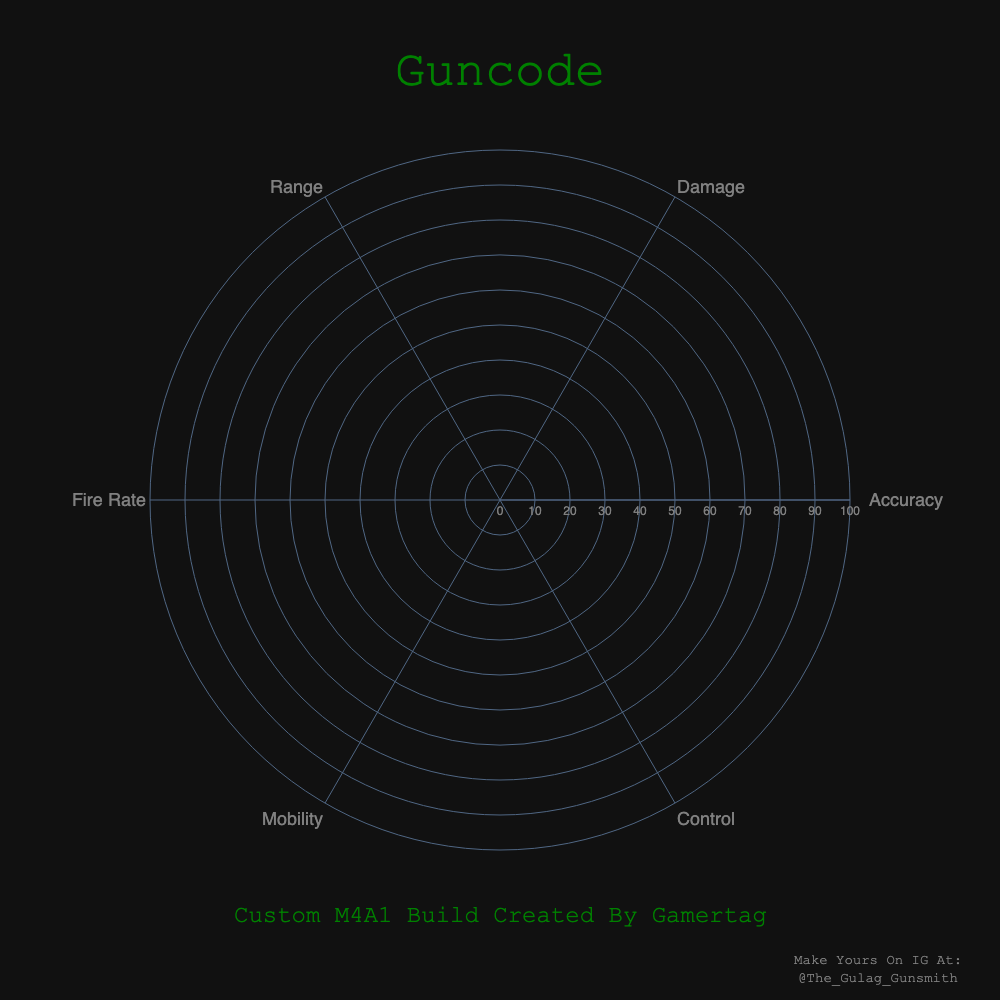 Guncode
Range
Damage
Fire Rate
0 10 20 30 40 50 60 70 80 90 100
Accuracy
Mobility
Control
Custom M4A1 Build Created By Gamertag
Make Yours On IG At:
@The_Gulag_Gunsmith